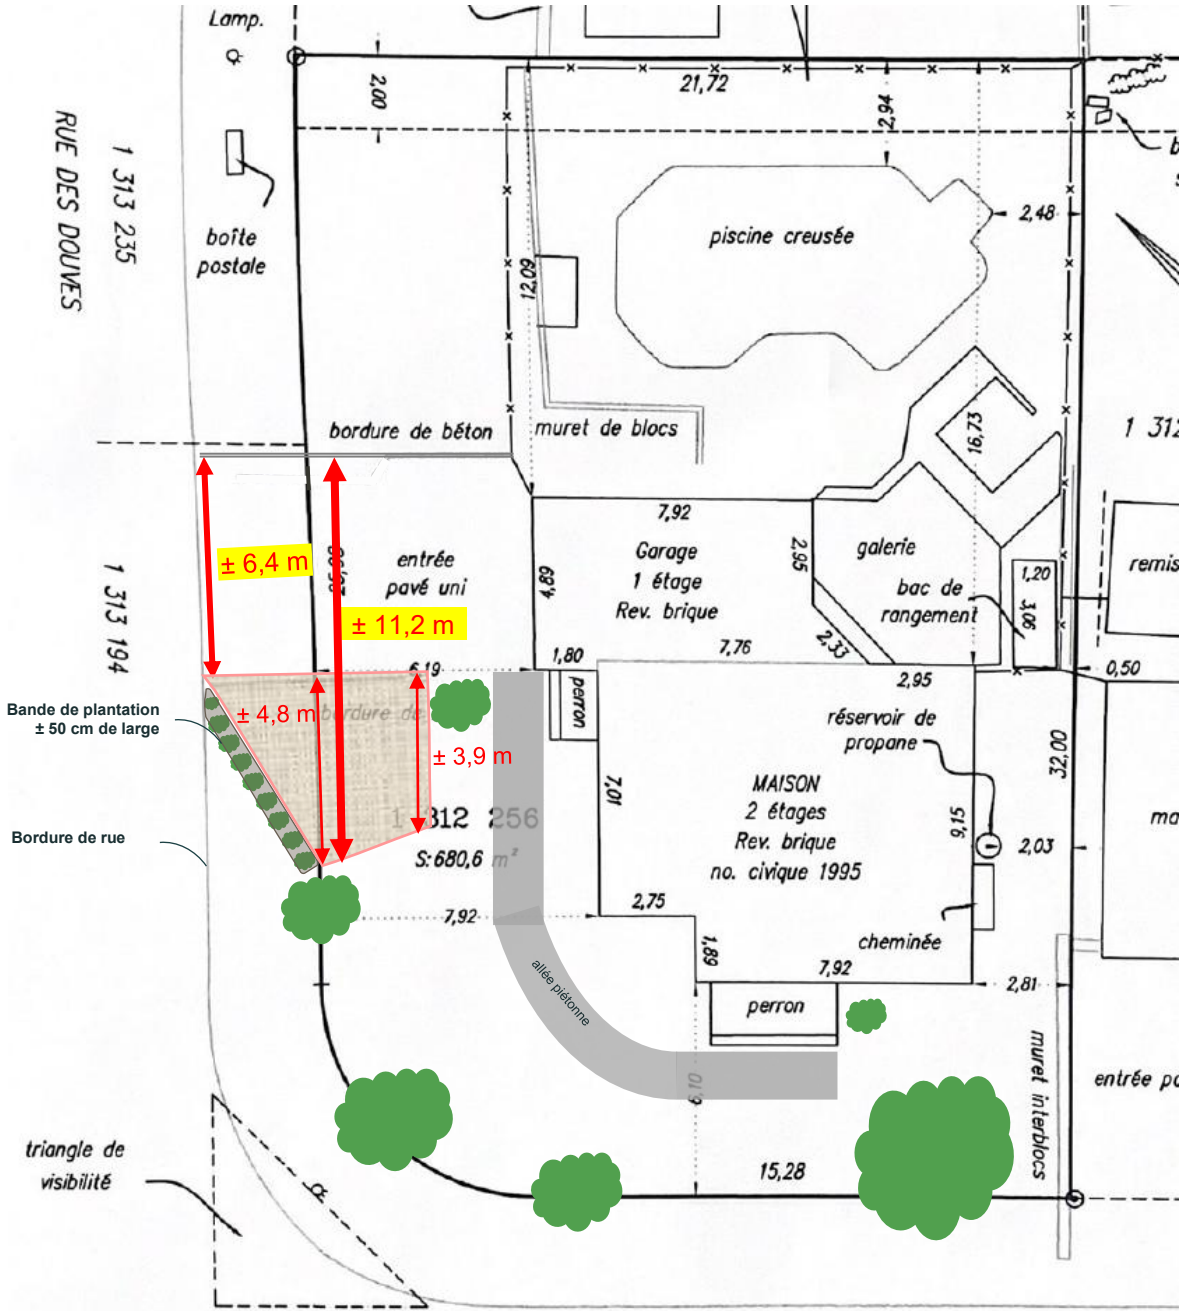 Lamp.
2,00
21,72
2,94
RUE DES DOUVES
1 313 235
boîte
postale
piscine creusée
2,48
12,09
bordure de béton
muret de blocs
16,73
1 312
± 6,4 m
entrée
pavé uni
± 11,2 m
7,92
Garage
1 étage
Rev. brique
4,89
2,95
galerie
bac de
rangement
1,20
3,06
remis
1 313 194
6,19
1,80
7,76
2,33
2,95
0,50
Bande de plantation
± 50 cm de large
± 4,8 m
bordure de
± 3,9 m
perron
réservoir de
propane
32,00
7,01
MAISON
2 étages
Rev. brique
no. civique 1995
9,15
2,03
ma
Bordure de rue
1 312 256
S:680,6 m²
7,92
2,75
1,89
7,92
cheminée
2,81
allée piétonne
perron
6,10
muret interblocs
entrée pa
triangle de
visibilité
15,28